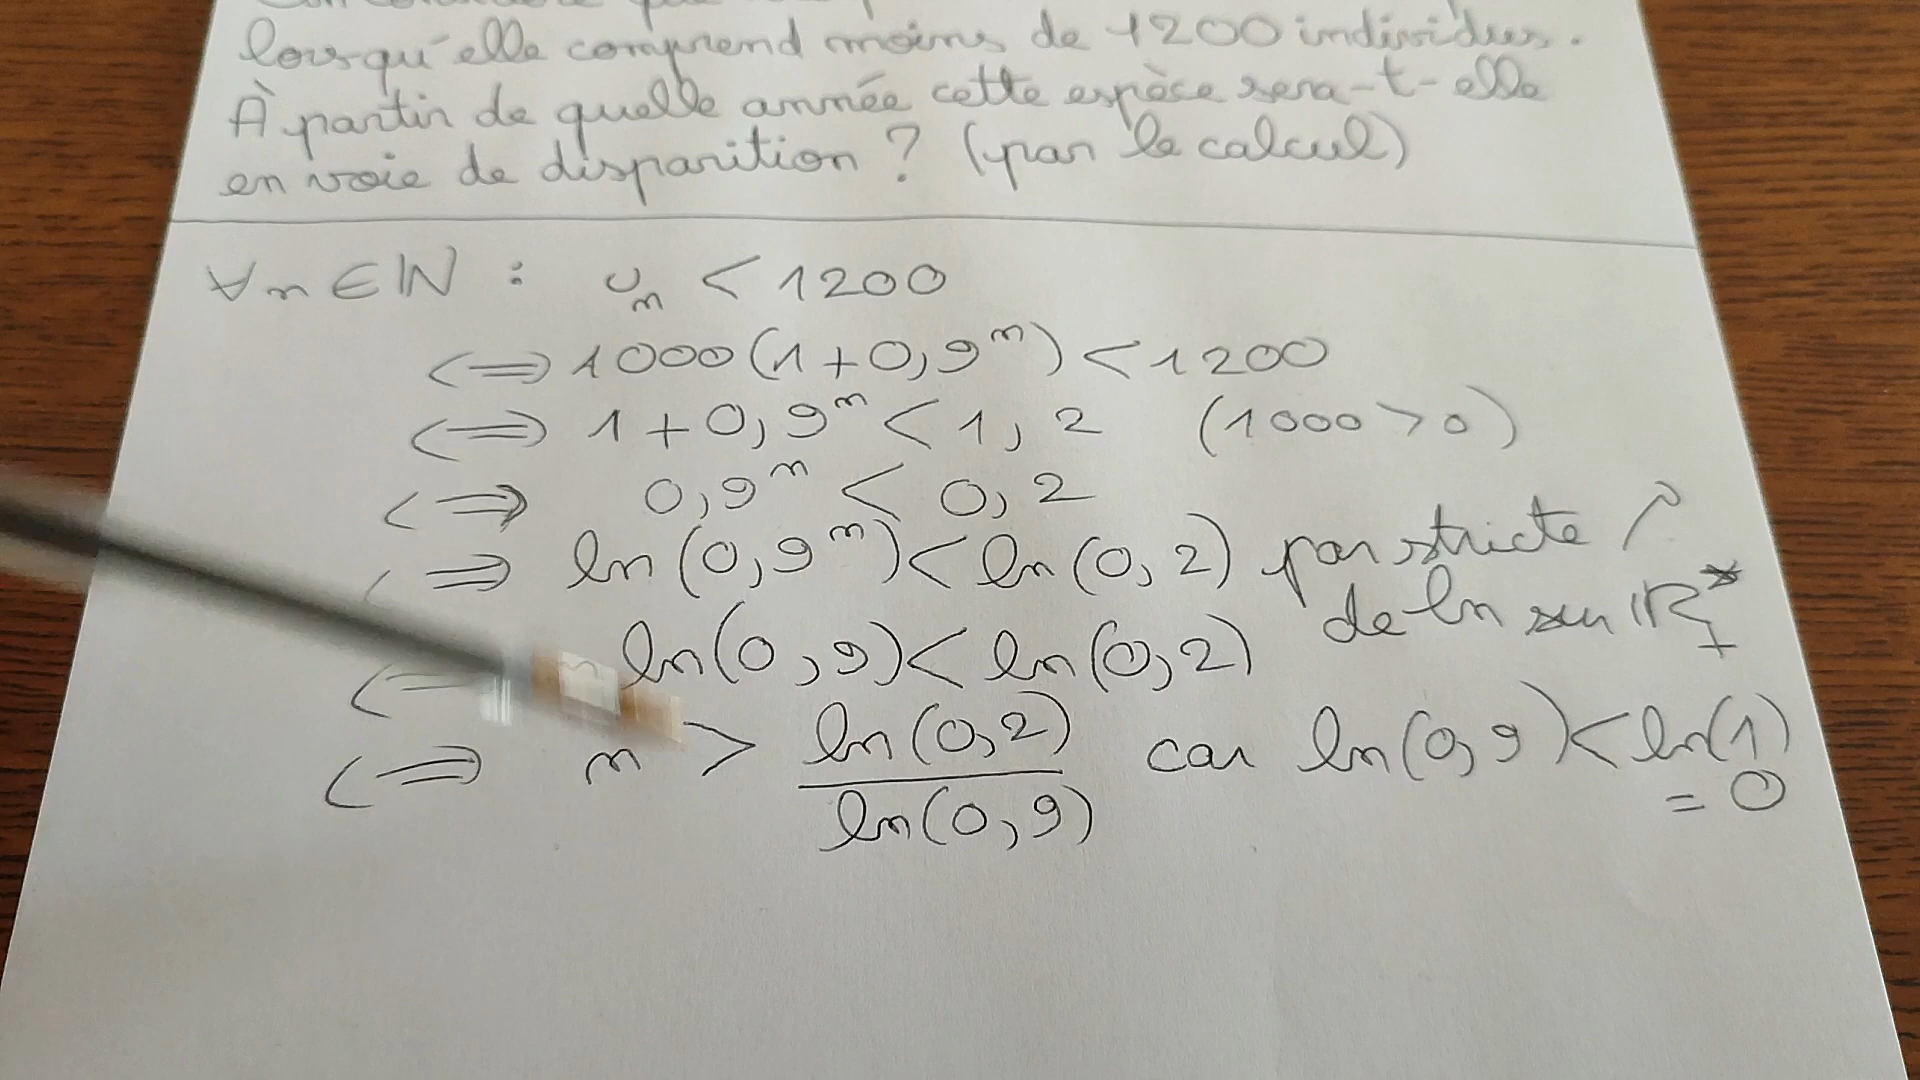 lorsqu'elle comprend moins de 1200 individus.
À partir de quelle année cette espèce sera-t-elle
en voie de disparition ? (par le calcul)
∀n∈ℕ : uₙ < 1200
⟺ 1000(1+0,9ⁿ) < 1200
⟺ 1+0,9ⁿ < 1,2 (1000>0)
⟺ 0,9ⁿ < 0,2
⟺ ln(0,9ⁿ) < ln(0,2) par stricte ↗
de ln sur ℝ₊*
ln(0,9) < ln(0,2)
⟺ n > ln(0,2)/ln(0,9) car ln(0,9) < ln(1)
= 0